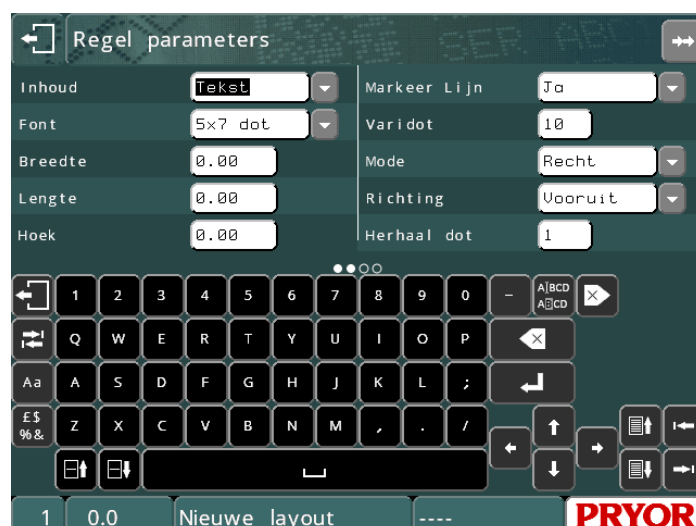 Regel parameters
Inhoud Tekst
Font 5x7 dot
Breedte 0.00
Lengte 0.00
Hoek 0.00
Markeer Lijn Ja
Varidot 10
Mode Recht
Richting Vooruit
Herhaal dot 1
1 2 3 4 5 6 7 8 9 0 - A|BCD
A CD
Q W E R T Y U I O P
Aa A S D F G H J K L ;
£$
%& Z X C V B N M , . /
1 0.0 Nieuwe layout ----
PRYOR